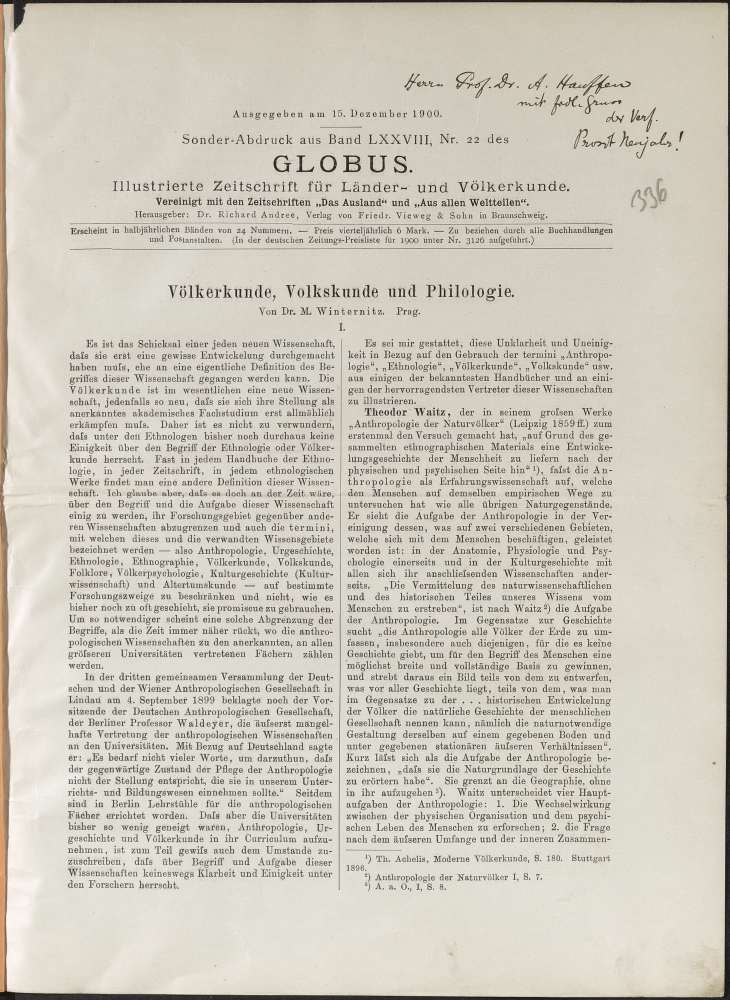 Herrn Prof. Dr. A. Hauffen
mit frdl. Gruss
der Verf.
Prosit Neujahr!
336
Ausgegeben am 15. Dezember 1900.
Sonder-Abdruck aus Band LXXVIII, Nr. 22 des
GLOBUS.
Illustrierte Zeitschrift für Länder- und Völkerkunde.
Vereinigt mit den Zeitschriften „Das Ausland“ und „Aus allen Weltteilen“.
Herausgeber: Dr. Richard Andree, Verlag von Friedr. Vieweg & Sohn in Braunschweig.
Erscheint in halbjährlichen Bänden von 24 Nummern. — Preis vierteljährlich 6 Mark. — Zu beziehen durch alle Buchhandlungen
und Postanstalten. (In der deutschen Zeitungs-Preisliste für 1900 unter Nr. 3126 aufgeführt.)
Völkerkunde, Volkskunde und Philologie.
Von Dr. M. Winternitz. Prag.
I.
Es ist das Schicksal einer jeden neuen Wissenschaft,
daſs sie erst eine gewisse Entwickelung durchgemacht
haben muſs, ehe an eine eigentliche Definition des Be-
griffes dieser Wissenschaft gegangen werden kann. Die
Völkerkunde ist im wesentlichen eine neue Wissen-
schaft, jedenfalls so neu, daſs sie sich ihre Stellung als
anerkanntes akademisches Fachstudium erst allmählich
erkämpfen muſs. Daher ist es nicht zu verwundern,
daſs unter den Ethnologen bisher noch durchaus keine
Einigkeit über den Begriff der Ethnologie oder Völker-
kunde herrscht. Fast in jedem Handbuche der Ethno-
logie, in jeder Zeitschrift, in jedem ethnologischen
Werke findet man eine andere Definition dieser Wissen-
schaft. Ich glaube aber, daſs es doch an der Zeit wäre,
über den Begriff und die Aufgabe dieser Wissenschaft
einig zu werden, ihr Forschungsgebiet gegenüber ande-
ren Wissenschaften abzugrenzen und auch die termini,
mit welchen dieses und die verwandten Wissensgebiete
bezeichnet werden — also Anthropologie, Urgeschichte,
Ethnologie, Ethnographie, Völkerkunde, Volkskunde,
Folklore, Völkerpsychologie, Kulturgeschichte (Kultur-
wissenschaft) und Altertumskunde — auf bestimmte
Forschungszweige zu beschränken und nicht, wie es
bisher noch zu oft geschieht, sie promiscue zu gebrauchen.
Um so notwendiger scheint eine solche Abgrenzung der
Begriffe, als die Zeit immer näher rückt, wo die anthro-
pologischen Wissenschaften zu den anerkannten, an allen
gröſseren Universitäten vertretenen Fächern zählen
werden.
In der dritten gemeinsamen Versammlung der Deut-
schen und der Wiener Anthropologischen Gesellschaft in
Lindau am 4. September 1899 beklagte noch der Vor-
sitzende der Deutschen Anthropologischen Gesellschaft,
der Berliner Professor Waldeyer, die äuſserst mangel-
hafte Vertretung der anthropologischen Wissenschaften
an den Universitäten. Mit Bezug auf Deutschland sagte
er: „Es bedarf nicht vieler Worte, um darzuthun, daſs
der gegenwärtige Zustand der Pflege der Anthropologie
nicht der Stellung entspricht, die sie in unserem Unter-
richts- und Bildungswesen einnehmen sollte.“ Seitdem
sind in Berlin Lehrstühle für die anthropologischen
Fächer errichtet worden. Daſs aber die Universitäten
bisher so wenig geneigt waren, Anthropologie, Ur-
geschichte und Völkerkunde in ihr Curriculum aufzu-
nehmen, ist zum Teil gewiſs auch dem Umstande zu-
zuschreiben, daſs über Begriff und Aufgabe dieser
Wissenschaften keineswegs Klarheit und Einigkeit unter
den Forschern herrscht.
Es sei mir gestattet, diese Unklarheit und Uneinig-
keit in Bezug auf den Gebrauch der termini „Anthropo-
logie“, „Ethnologie“, „Völkerkunde“, „Volkskunde“ usw.
aus einigen der bekanntesten Handbücher und an eini-
gen der hervorragendsten Vertreter dieser Wissenschaften
zu illustrieren.
Theodor Waitz, der in seinem groſsen Werke
„Anthropologie der Naturvölker“ (Leipzig 1859 ff.) zum
erstenmal den Versuch gemacht hat, „auf Grund des ge-
sammelten ethnographischen Materials eine Entwicke-
lungsgeschichte der Menschheit zu liefern nach der
physischen und psychischen Seite hin“ ¹), faſst die An-
thropologie als Erfahrungswissenschaft auf, welche
den Menschen auf demselben empirischen Wege zu
untersuchen hat wie alle übrigen Naturgegenstände.
Er sieht die Aufgabe der Anthropologie in der Ver-
einigung dessen, was auf zwei verschiedenen Gebieten,
welche sich mit dem Menschen beschäftigen, geleistet
worden ist: in der Anatomie, Physiologie und Psy-
chologie einerseits und in der Kulturgeschichte mit
allen sich ihr anschlieſsenden Wissenschaften ander-
seits. „Die Vermittelung des naturwissenschaftlichen
und des historischen Teiles unseres Wissens vom
Menschen zu erstreben“, ist nach Waitz ²) die Aufgabe
der Anthropologie. Im Gegensatze zur Geschichte
sucht „die Anthropologie alle Völker der Erde zu um-
fassen, insbesondere auch diejenigen, für die es keine
Geschichte giebt, um für den Begriff des Menschen eine
möglichst breite und vollständige Basis zu gewinnen,
und strebt daraus ein Bild teils von dem zu entwerfen,
was vor aller Geschichte liegt, teils von dem, was man
im Gegensatze zu der . . . historischen Entwickelung
der Völker die natürliche Geschichte der menschlichen
Gesellschaft nennen kann, nämlich die naturnotwendige
Gestaltung derselben auf einem gegebenen Boden und
unter gegebenen stationären äuſseren Verhältnissen“.
Kurz läſst sich als die Aufgabe der Anthropologie be-
zeichnen, „daſs sie die Naturgrundlage der Geschichte
zu erörtern habe“. Sie grenzt an die Geographie, ohne
in ihr aufzugehen ³). Waitz unterscheidet vier Haupt-
aufgaben der Anthropologie: 1. Die Wechselwirkung
zwischen der physischen Organisation und dem psychi-
schen Leben des Menschen zu erforschen; 2. die Frage
nach dem äuſseren Umfange und der inneren Zusammen-
¹) Th. Achelis, Moderne Völkerkunde, S. 180. Stuttgart
1896.
²) Anthropologie der Naturvölker I, S. 7.
³) A. a. O., I, S. 8.